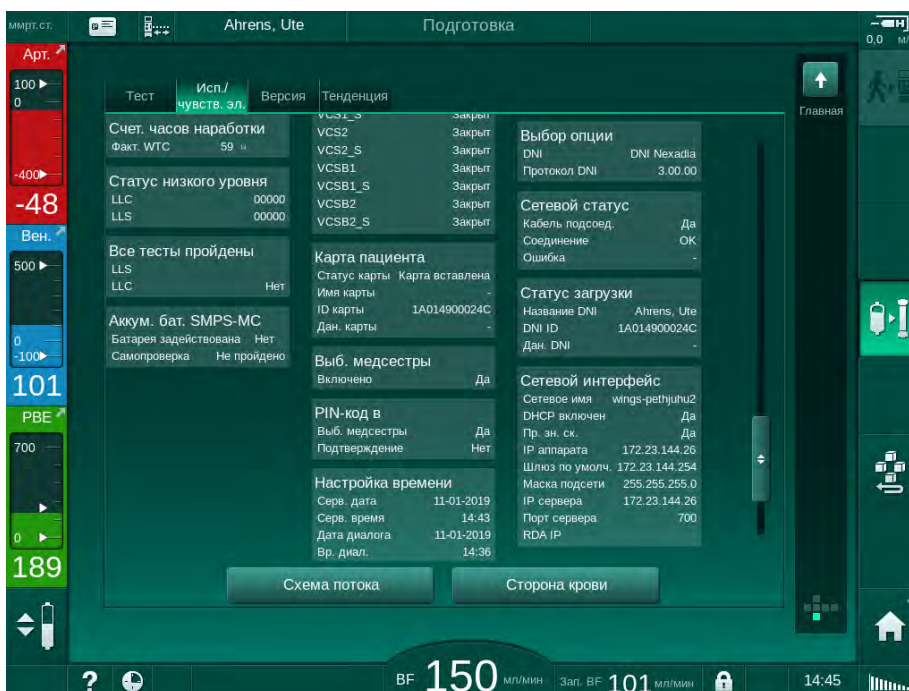 ммрт.ст.
Ahrens, Ute
Подготовка
0,0
Арт.
100
0
-400
-48
Вен.
500
0
-100
101
PBE
700
0
189
Тест
Исп./
чувств. эл.
Версия
Тенденция
Главная
Счет. часов наработки
Факт. WTC 59 ч
Статус низкого уровня
LLC 00000
LLS 00000
Все тесты пройдены
LLS
LLC Нет
Аккум. бат. SMPS-MC
Батарея задействована Нет
Самопроверка Не пройдено
VCS1_S Закрыт
VCS2 Закрыт
VCS2_S Закрыт
VCSB1 Закрыт
VCSB1_S Закрыт
VCSB2 Закрыт
VCSB2_S Закрыт
Карта пациента
Статус карты Карта вставлена
Имя карты -
ID карты 1A014900024C
Дан. карты -
Выб. медсестры
Включено Да
PIN-код в
Выб. медсестры Да
Подтверждение Нет
Настройка времени
Серв. дата 11-01-2019
Серв. время 14:43
Дата диалога 11-01-2019
Вр. диал. 14:36
Выбор опции
DNI DNI Nexadia
Протокол DNI 3.00.00
Сетевой статус
Кабель подсоед. Да
Соединение OK
Ошибка -
Статус загрузки
Название DNI Ahrens, Ute
DNI ID 1A014900024C
Дан. DNI -
Сетевой интерфейс
Сетевое имя wings-pethjuhu2
DHCP включен Да
Пр. зн. ск. Да
IP аппарата 172.23.144.26
Шлюз по умолч. 172.23.144.254
Маска подсети 255.255.255.0
IP сервера 172.23.144.26
Порт сервера 700
RDA IP
Схема потока
Сторона крови
? BF 150 мл/мин Зап. BF 101 мл/мин 14:45